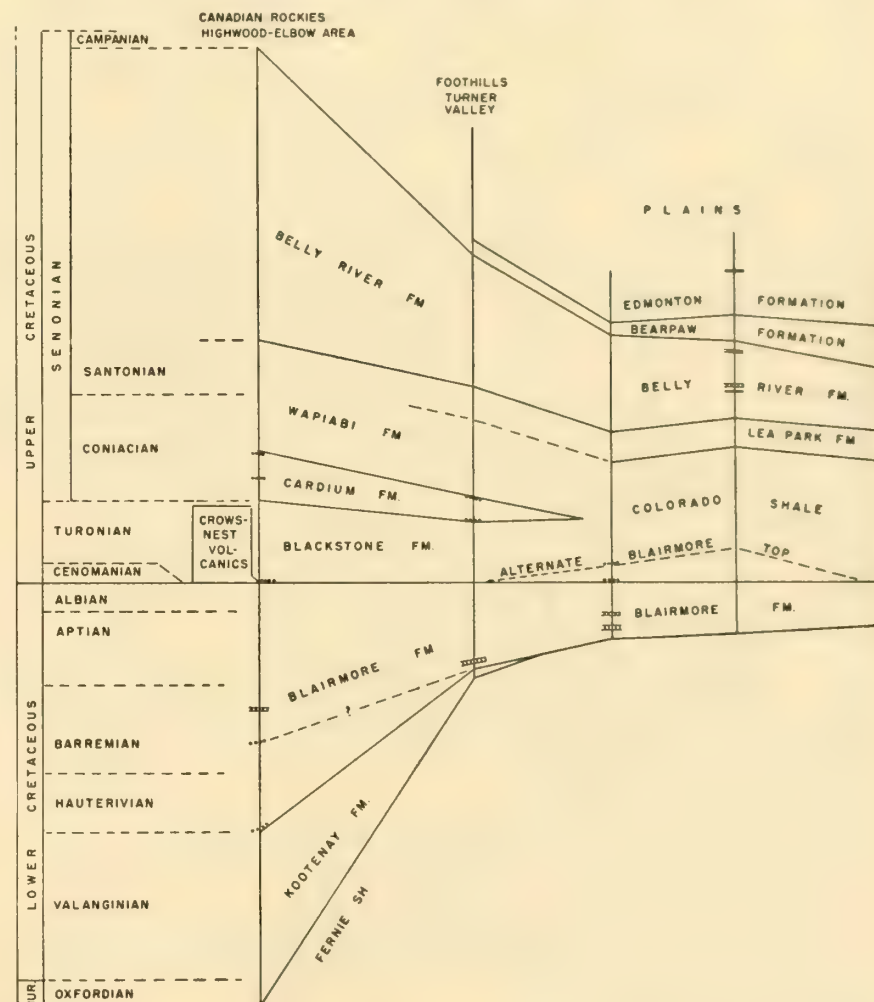 CANADIAN ROCKIES
HIGHWOOD-ELBOW AREA
CAMPANIAN
FOOTHILLS
TURNER
VALLEY
PLAINS
UPPER CRETACEOUS
SENONIAN
BELLY RIVER FM
EDMONTON FORMATION
BEARPAW FORMATION
SANTONIAN
BELLY RIVER FM.
WAPIABI FM
LEA PARK FM
CONIACIAN
CARDIUM FM.
COLORADO SHALE
TURONIAN
CROWS-
NEST
VOL-
CANICS
BLACKSTONE FM.
ALTERNATE BLAIRMORE TOP
CENOMANIAN
ALBIAN
BLAIRMORE FM.
APTIAN
LOWER CRETACEOUS
BLAIRMORE FM
?
BARREMIAN
HAUTERIVIAN
KOOTENAY FM.
VALANGINIAN
FERNIE SH
JUR.
OXFORDIAN